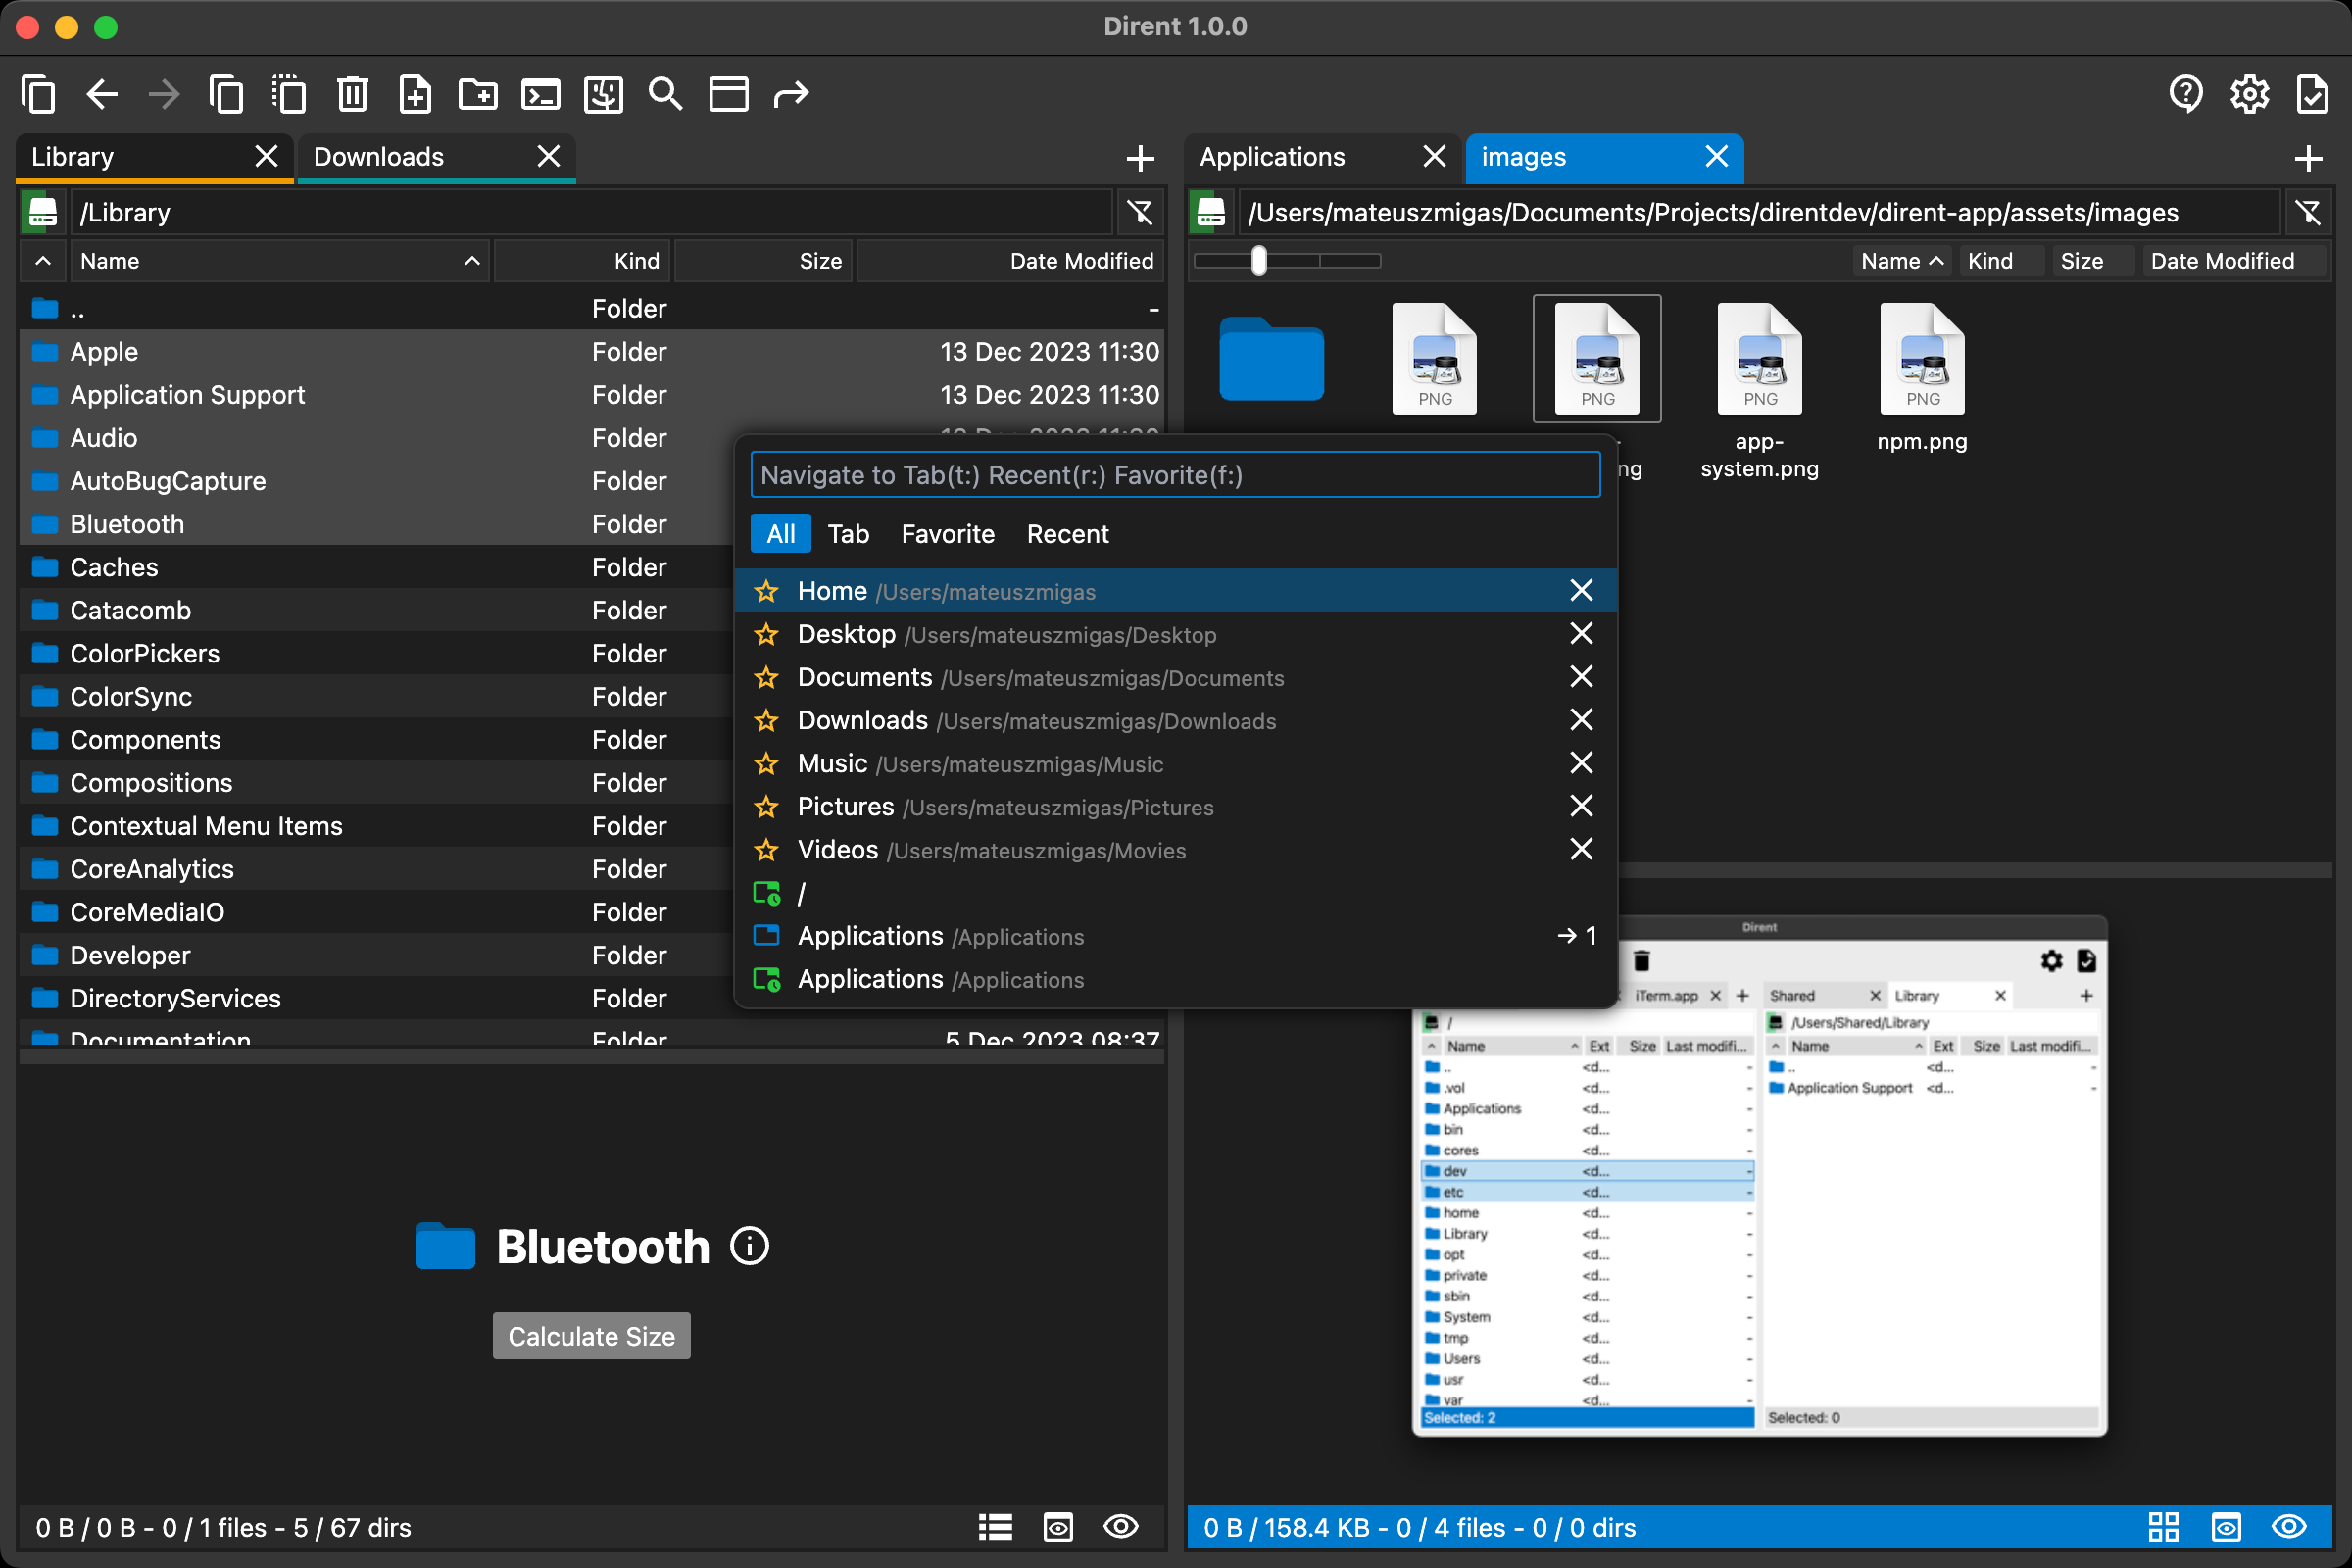 Dirent 1.0.0
Library
Downloads
/Library
Name Kind Size Date Modified
.. Folder -
Apple Folder 13 Dec 2023 11:30
Application Support Folder 13 Dec 2023 11:30
Audio Folder
AutoBugCapture Folder
Bluetooth Folder
Caches Folder
Catacomb Folder
ColorPickers Folder
ColorSync Folder
Components Folder
Compositions Folder
Contextual Menu Items Folder
CoreAnalytics Folder
CoreMediaIO Folder
Developer Folder
DirectoryServices Folder
Documentation Folder 5 Dec 2023 08:37
Bluetooth
Calculate Size
0 B / 0 B - 0 / 1 files - 5 / 67 dirs
Navigate to Tab(t:) Recent(r:) Favorite(f:)
All Tab Favorite Recent
Home /Users/mateuszmigas
Desktop /Users/mateuszmigas/Desktop
Documents /Users/mateuszmigas/Documents
Downloads /Users/mateuszmigas/Downloads
Music /Users/mateuszmigas/Music
Pictures /Users/mateuszmigas/Pictures
Videos /Users/mateuszmigas/Movies
/
Applications /Applications → 1
Applications /Applications
Applications
images
/Users/mateuszmigas/Documents/Projects/direntdev/dirent-app/assets/images
Name Kind Size Date Modified
PNG PNG PNG PNG
app-
system.png
npm.png
Dirent
iTerm.app
Shared
Library
/
/Users/Shared/Library
Name Ext Size Last modifi...
Name Ext Size Last modifi...
.. <d... -
.vol <d... -
Applications <d... -
bin <d... -
cores <d... -
dev <d... -
etc <d... -
home <d... -
Library <d... -
opt <d... -
private <d... -
sbin <d... -
System <d... -
tmp <d... -
Users <d... -
usr <d... -
var <d... -
Selected: 2
.. <d... -
Application Support <d... -
Selected: 0
0 B / 158.4 KB - 0 / 4 files - 0 / 0 dirs